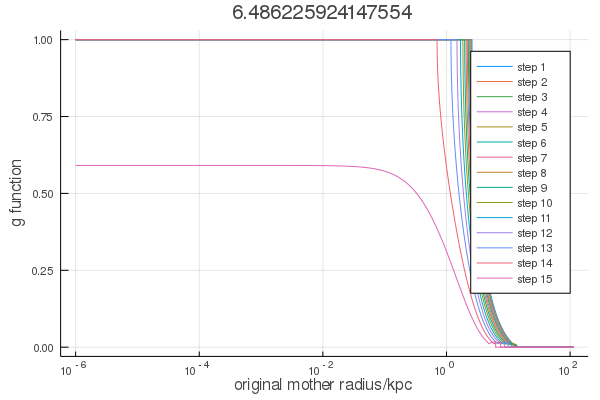 6.486225924147554
g function
1.00
0.75
0.50
0.25
0.00
step 1
step 2
step 3
step 4
step 5
step 6
step 7
step 8
step 9
step 10
step 11
step 12
step 13
step 14
step 15
10⁻⁶ 10⁻⁴ 10⁻² 10⁰ 10²
original mother radius/kpc